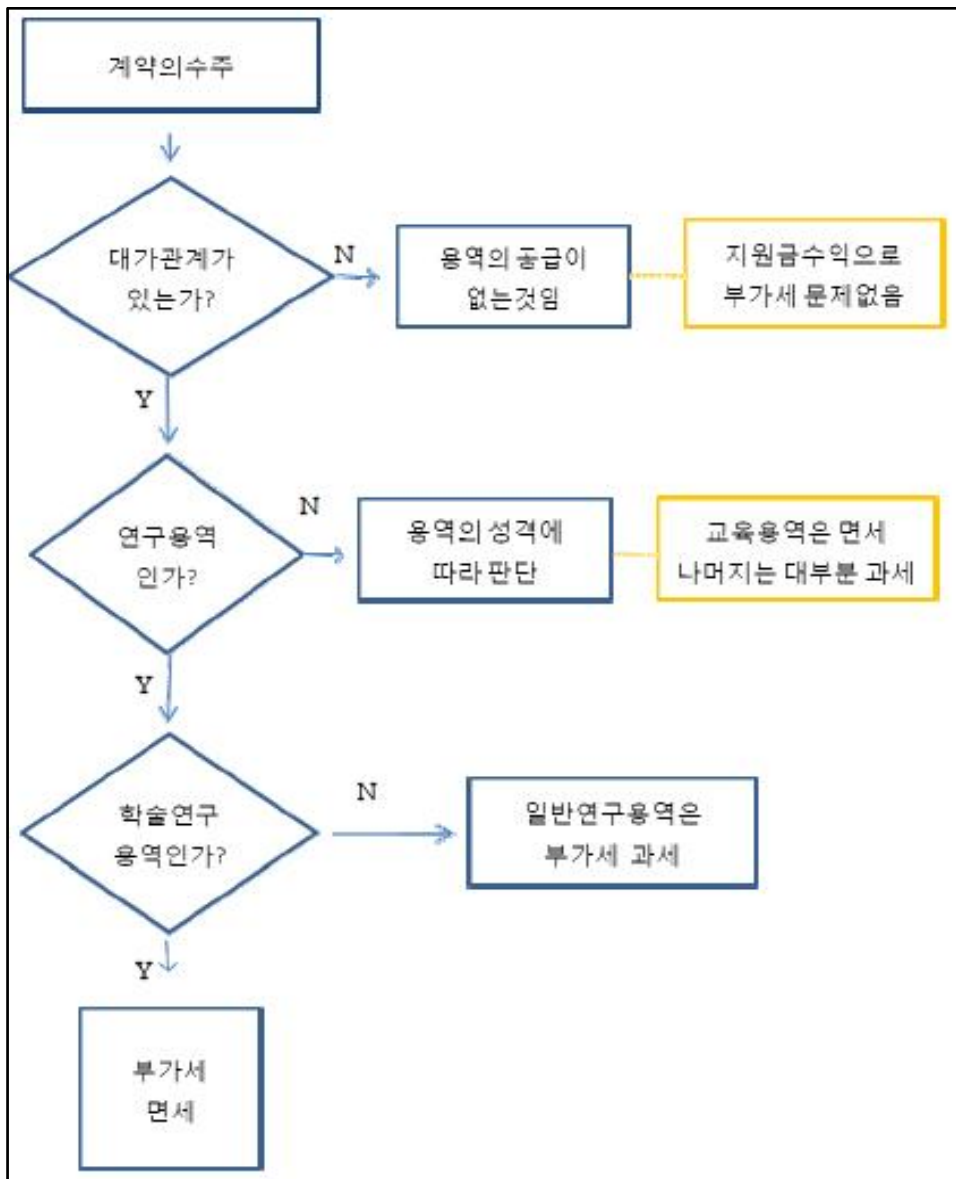 계약의수주
대가관계가
있는가?
N
용역의 공급이
없는것임
지원금수익으로
부가세 문제없음
Y
연구용역
인가?
N
용역의 성격에
따라 판단
교육용역은 면세
나머지는 대부분 과세
Y
학술연구
용역인가?
N
일반연구용역은
부가세 과세
Y
부가세
면세